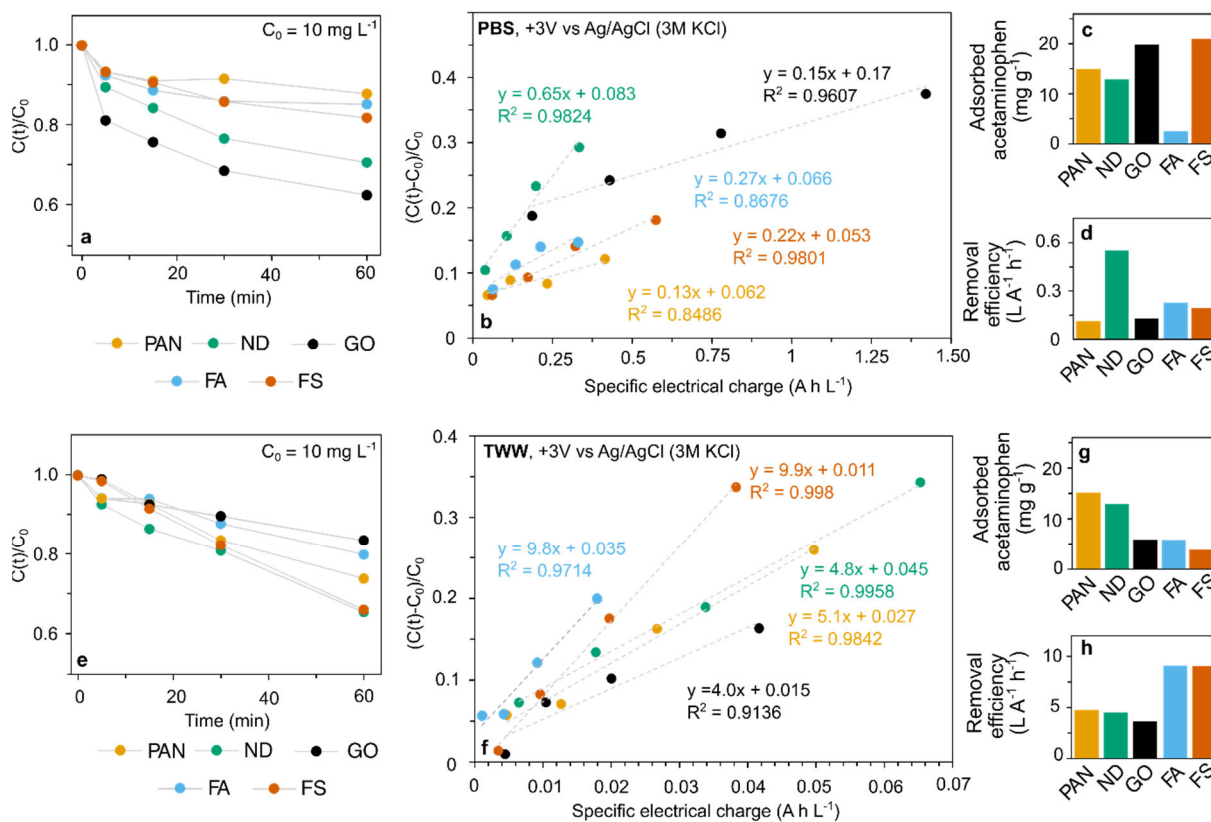 C₀ = 10 mg L⁻¹
C(t)/C₀
1.0
0.8
0.6
a
0
20
40
60
Time (min)
PAN
ND
GO
FA
FS
PBS, +3V vs Ag/AgCl (3M KCl)
(C(t)-C₀)/C₀
0.4
0.3
0.2
0.1
0
y = 0.15x + 0.17
R² = 0.9607
y = 0.65x + 0.083
R² = 0.9824
y = 0.27x + 0.066
R² = 0.8676
y = 0.22x + 0.053
R² = 0.9801
y = 0.13x + 0.062
R² = 0.8486
b
0
0.25
0.5
0.75
1
1.25
1.50
Specific electrical charge (A h L⁻¹)
c
Adsorbed
acetaminophen
(mg g⁻¹)
20
10
0
PAN
ND
GO
FA
FS
d
Removal
efficiency
(L A⁻¹ h⁻¹)
0.6
0.3
0
PAN
ND
GO
FA
FS
C₀ = 10 mg L⁻¹
C(t)/C₀
1.0
0.8
0.6
e
0
20
40
60
Time (min)
PAN
ND
GO
FA
FS
TWW, +3V vs Ag/AgCl (3M KCl)
(C(t)-C₀)/C₀
0.4
0.3
0.2
0.1
0
y = 9.9x + 0.011
R² = 0.998
y = 9.8x + 0.035
R² = 0.9714
y = 4.8x + 0.045
R² = 0.9958
y = 5.1x + 0.027
R² = 0.9842
y =4.0x + 0.015
R² = 0.9136
f
0
0.01
0.02
0.03
0.04
0.05
0.06
0.07
Specific electrical charge (A h L⁻¹)
g
Adsorbed
acetaminophen
(mg g⁻¹)
20
10
0
PAN
ND
GO
FA
FS
h
Removal
efficiency
(L A⁻¹ h⁻¹)
10
5
0
PAN
ND
GO
FA
FS